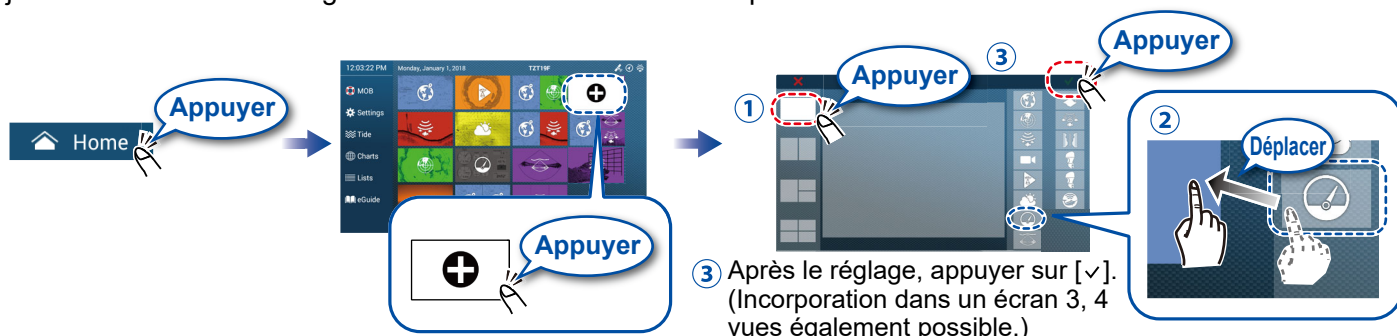 Home
Appuyer
12:03:22 PM
Monday, January 1, 2018
TZT19F
MOB
Settings
Tide
Charts
Lists
eGuide
Appuyer
①
Appuyer
③
Appuyer
②
Déplacer
③ Après le réglage, appuyer sur [✓].
(Incorporation dans un écran 3, 4
vues également possible.)